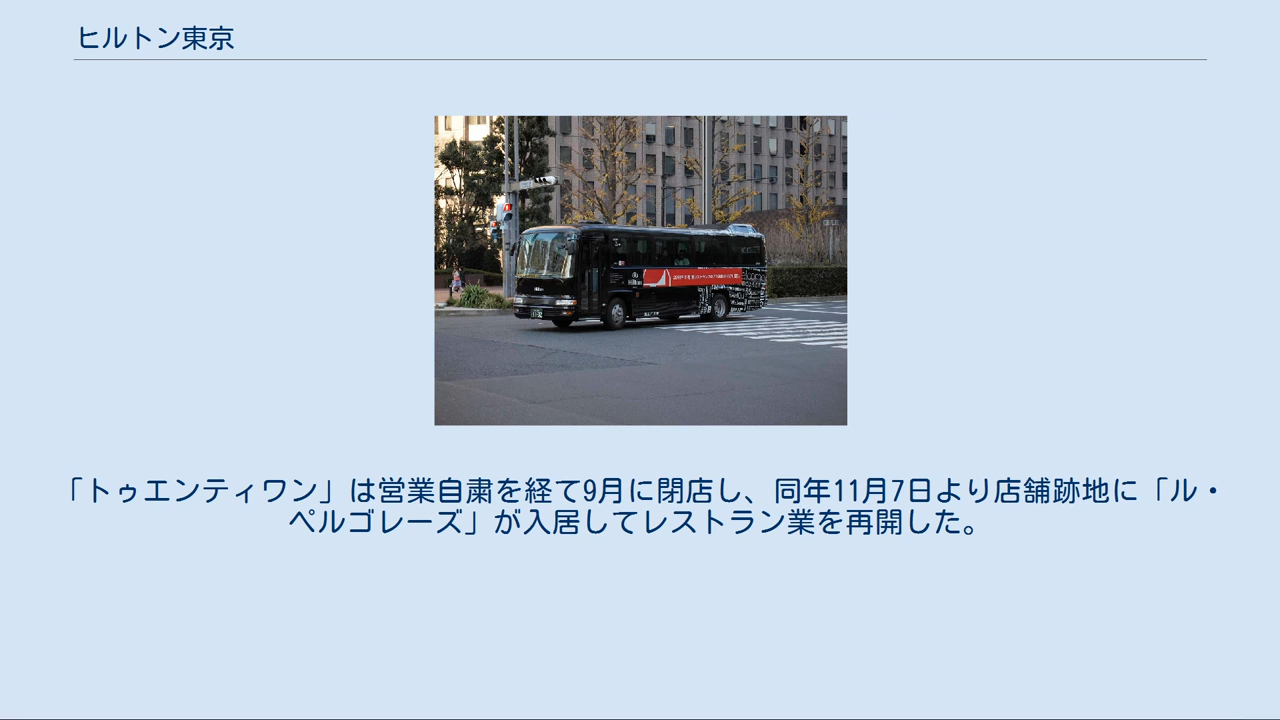 ヒルトン東京
Hilton
「トゥエンティワン」は営業自粛を経て9月に閉店し、同年11月7日より店舗跡地に「ル・
ペルゴレーズ」が入居してレストラン業を再開した。